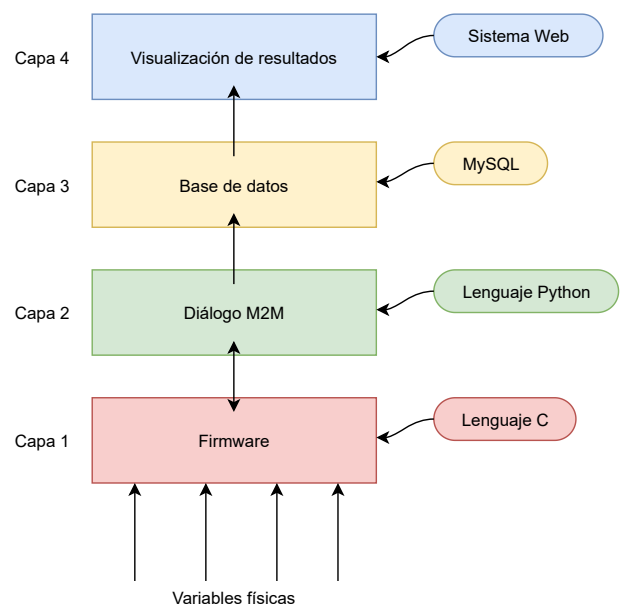 Capa 4
Visualización de resultados
Sistema Web
Capa 3
Base de datos
MySQL
Capa 2
Diálogo M2M
Lenguaje Python
Capa 1
Firmware
Lenguaje C
Variables físicas